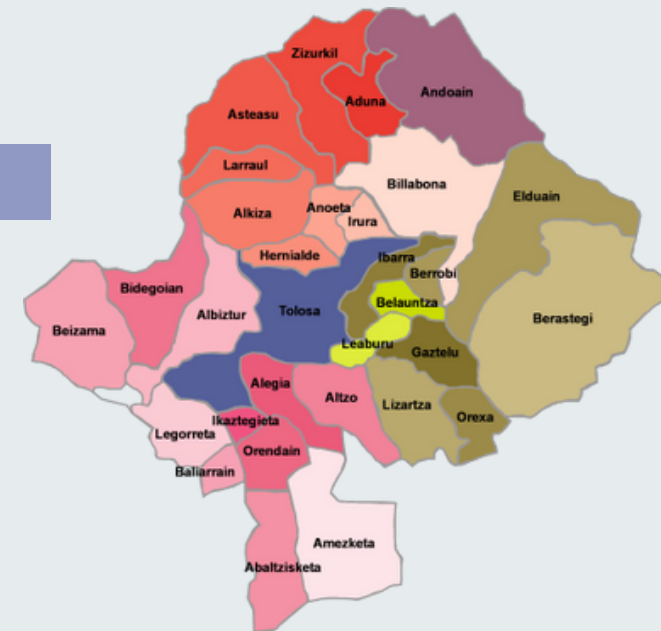 Zizurkil
Andoain
Aduna
Asteasu
Larraul
Billabona
Elduain
Alkiza
Anoeta
Irura
Hernialde
Ibarra
Berrobi
Bidegoian
Belauntza
Albiztur
Tolosa
Berastegi
Beizama
Leaburu
Gaztelu
Alegia
Altzo
Lizartza
Orexa
Ikaztegieta
Legorreta
Orendain
Baliarrain
Amezketa
Abaltzisketa